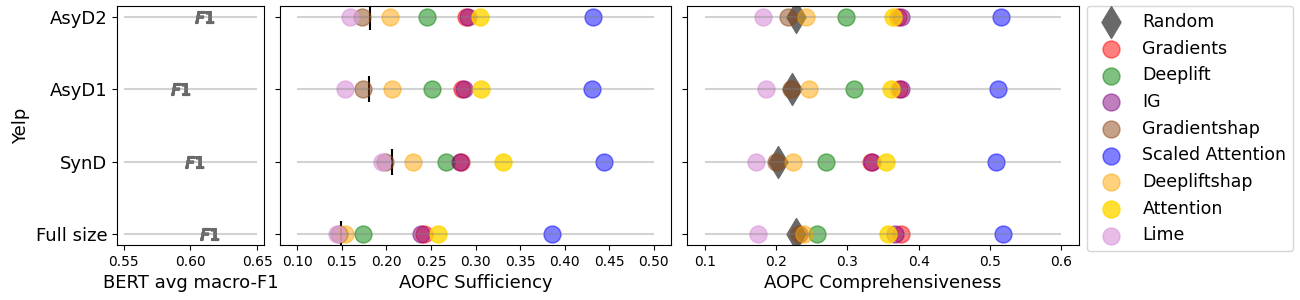 Yelp
AsyD2
AsyD1
SynD
Full size
F1
F1
F1
F1
0.55 0.60 0.65
BERT avg macro-F1
0.10 0.15 0.20 0.25 0.30 0.35 0.40 0.45 0.50
AOPC Sufficiency
0.1 0.2 0.3 0.4 0.5 0.6
AOPC Comprehensiveness
Random
Gradients
Deeplift
IG
Gradientshap
Scaled Attention
Deepliftshap
Attention
Lime